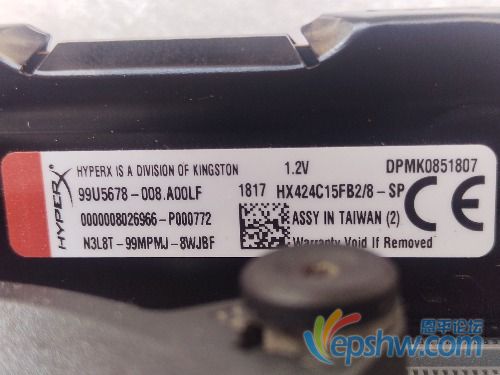 HYPERX
HYPERX IS A DIVISION OF KINGSTON 1.2V DPMK0851807
99U5678-008.A00LF 1817 HX424C15FB2/8-SP
0000008026966-P000772 ASSY IN TAIWAN (2)
N3L8T-99MPMJ-8WJBF Warranty Void If Removed
CE
恩平论坛
epshw.com